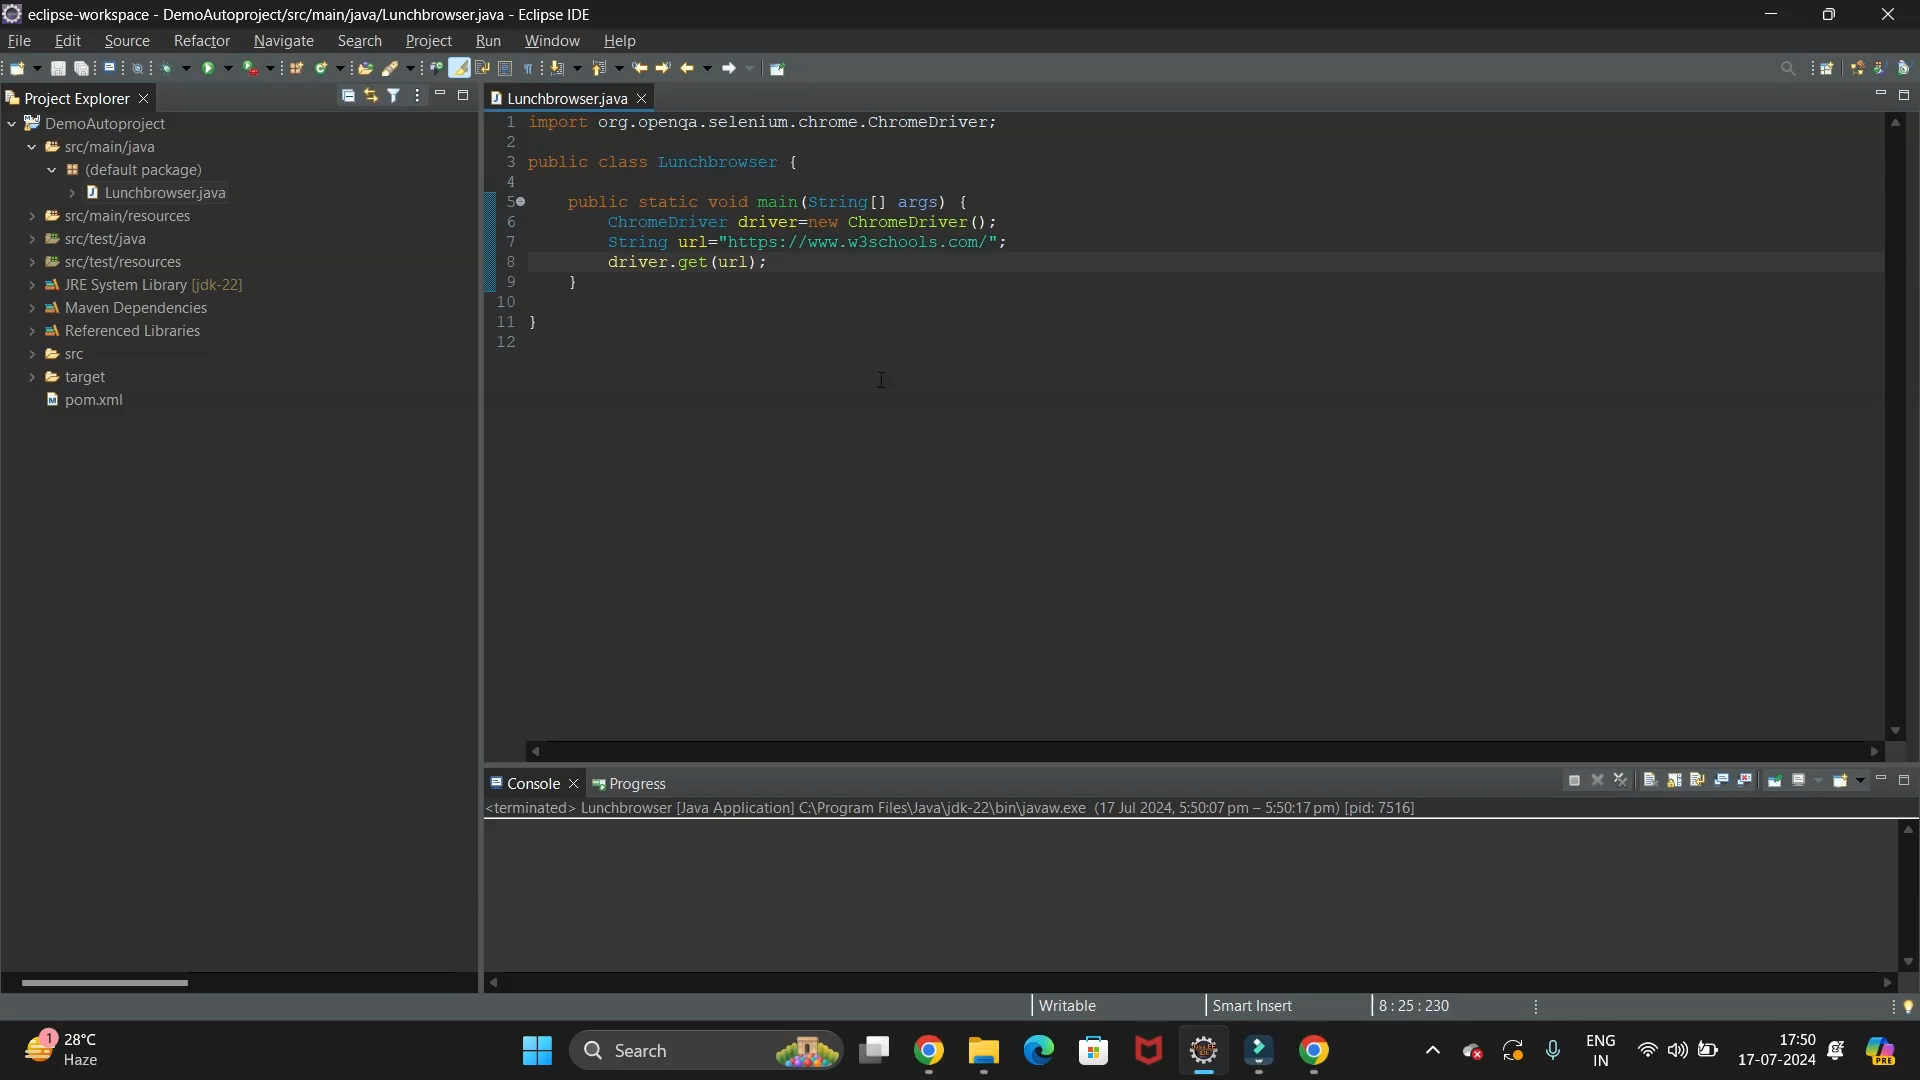 eclipse-workspace - DemoAutoproject/src/main/java/Lunchbrowser.java - Eclipse IDE
File Edit Source Refactor Navigate Search Project Run Window Help
Project Explorer
DemoAutoproject
src/main/java
(default package)
Lunchbrowser.java
src/main/resources
src/test/java
src/test/resources
JRE System Library [jdk-22]
Maven Dependencies
Referenced Libraries
src
target
pom.xml
Lunchbrowser.java
1 import org.openqa.selenium.chrome.ChromeDriver;
2
3 public class Lunchbrowser {
4
5 public static void main(String[] args) {
6 ChromeDriver driver=new ChromeDriver();
7 String url="https://www.w3schools.com/";
8 driver.get(url);
9 }
10
11 }
12
Console Progress
<terminated> Lunchbrowser [Java Application] C:\Program Files\Java\jdk-22\bin\javaw.exe (17 Jul 2024, 5:50:07 pm – 5:50:17 pm) [pid: 7516]
Writable Smart Insert 8 : 25 : 230
1
28°C
Haze
Search
ENG
IN
17:50
17-07-2024
PRE